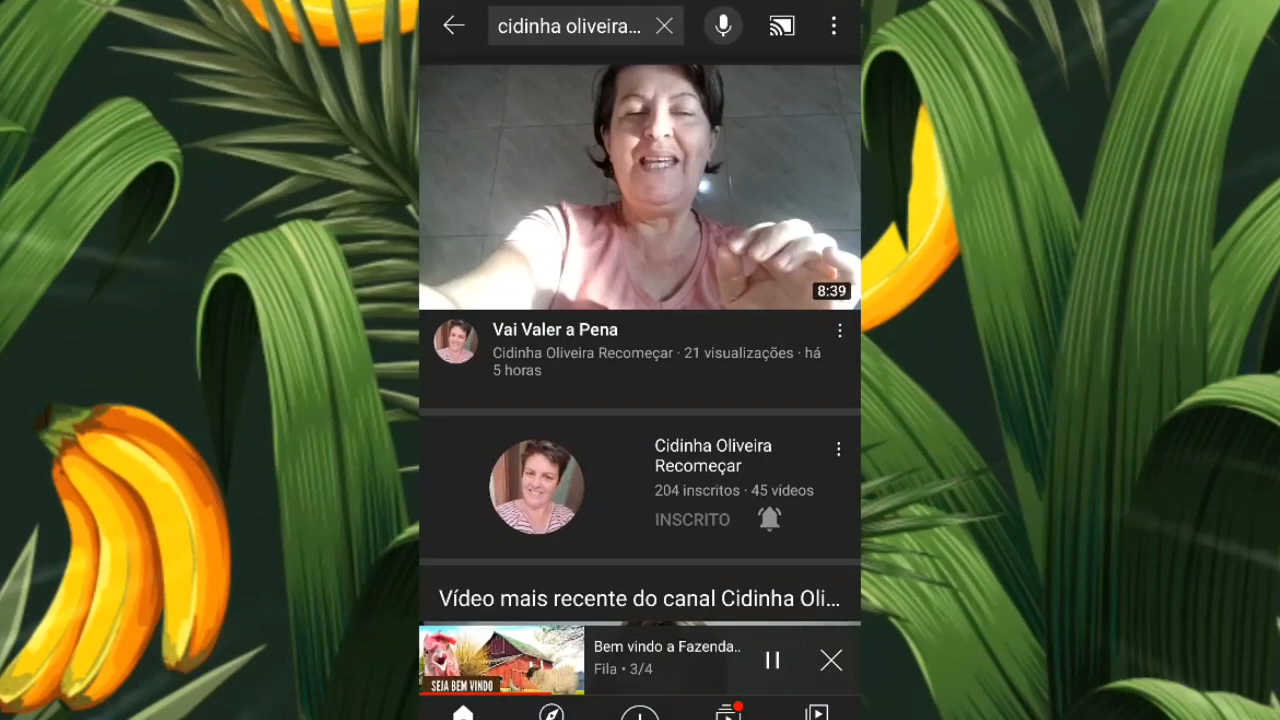 cidinha oliveira...
8:39
Vai Valer a Pena
Cidinha Oliveira Recomeçar · 21 visualizações · há
5 horas
Cidinha Oliveira
Recomeçar
204 inscritos · 45 vídeos
INSCRITO
Vídeo mais recente do canal Cidinha Oli...
Bem vindo a Fazenda..
Fila • 3/4
SEJA BEM VINDO